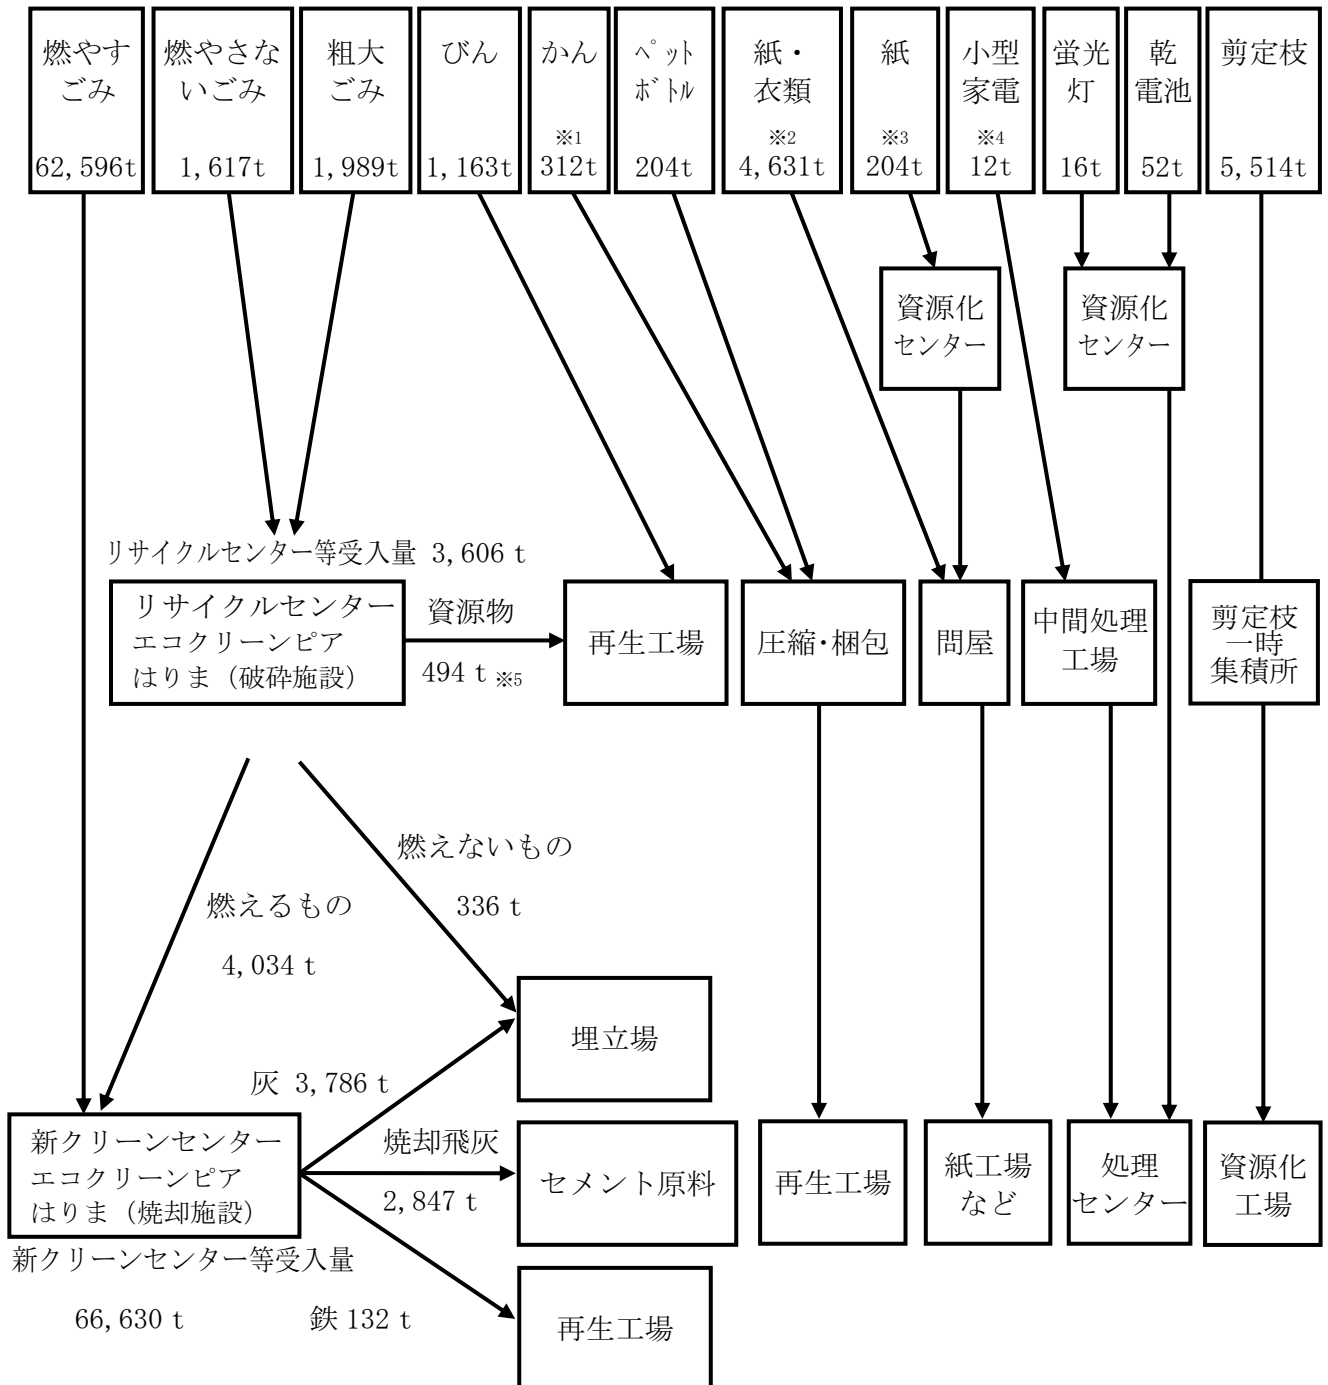 燃やす
ごみ
62,596t
燃やさな
いごみ
1,617t
粗大
ごみ
1,989t
びん
1,163t
かん
※1
312t
ペット
ボトル
204t
紙・
衣類
※2
4,631t
紙
※3
204t
小型
家電
※4
12t
蛍光
灯
16t
乾
電池
52t
剪定枝
5,514t
資源化
センター
資源化
センター
リサイクルセンター等受入量 3,606 t
リサイクルセンター
エコクリーンピア
はりま（破砕施設）
資源物
494 t ※5
再生工場
圧縮・梱包
問屋
中間処理
工場
剪定枝
一時
集積所
燃えないもの
336 t
燃えるもの
4,034 t
埋立場
灰 3,786 t
新クリーンセンター
エコクリーンピア
はりま（焼却施設）
焼却飛灰
2,847 t
セメント原料
再生工場
紙工場
など
処理
センター
資源化
工場
新クリーンセンター等受入量
66,630 t
鉄 132 t
再生工場